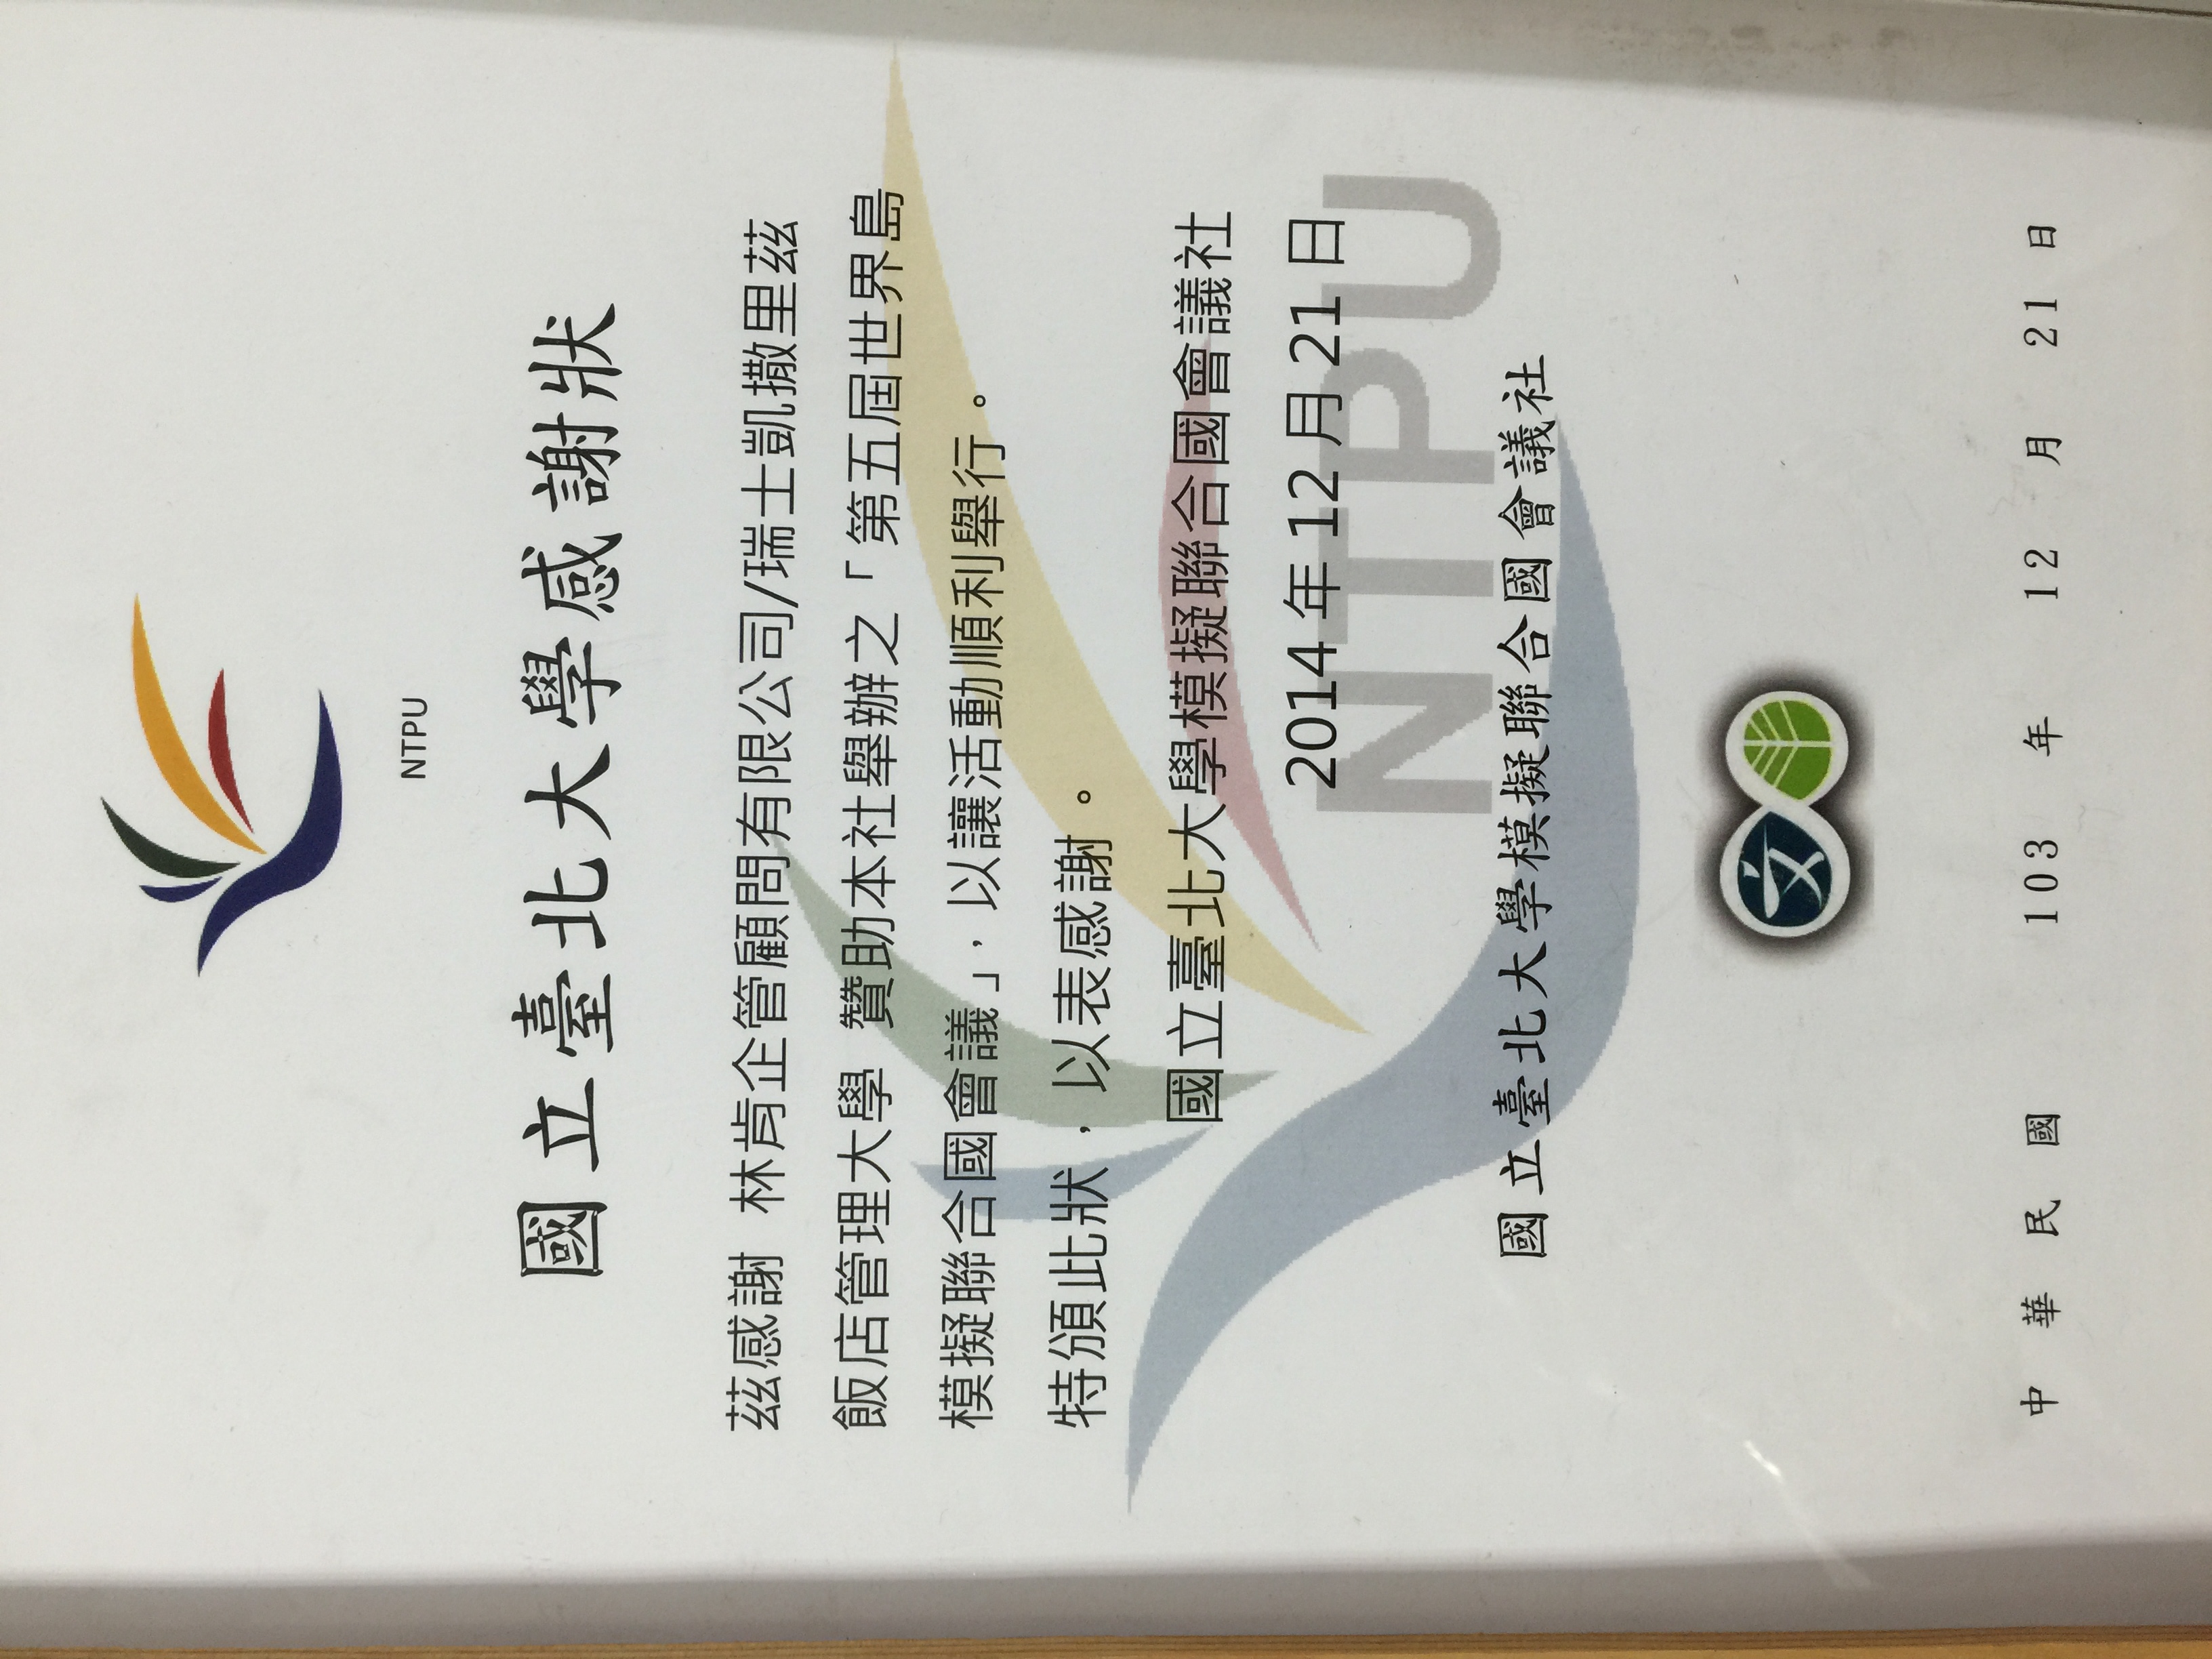 NTPU
國立臺北大學感謝狀
茲感謝 林肯企管顧問有限公司/瑞士凱撒里茲
飯店管理大學 贊助本社舉辦之「第五屆世界島
模擬聯合國會議」，以讓活動順利舉行。
特頒此狀，以表感謝。
國立臺北大學模擬聯合國會議社
2014年12月21日
NTPU
國立臺北大學模擬聯合國會議社
文
中華民國 103 年 12 月 21 日